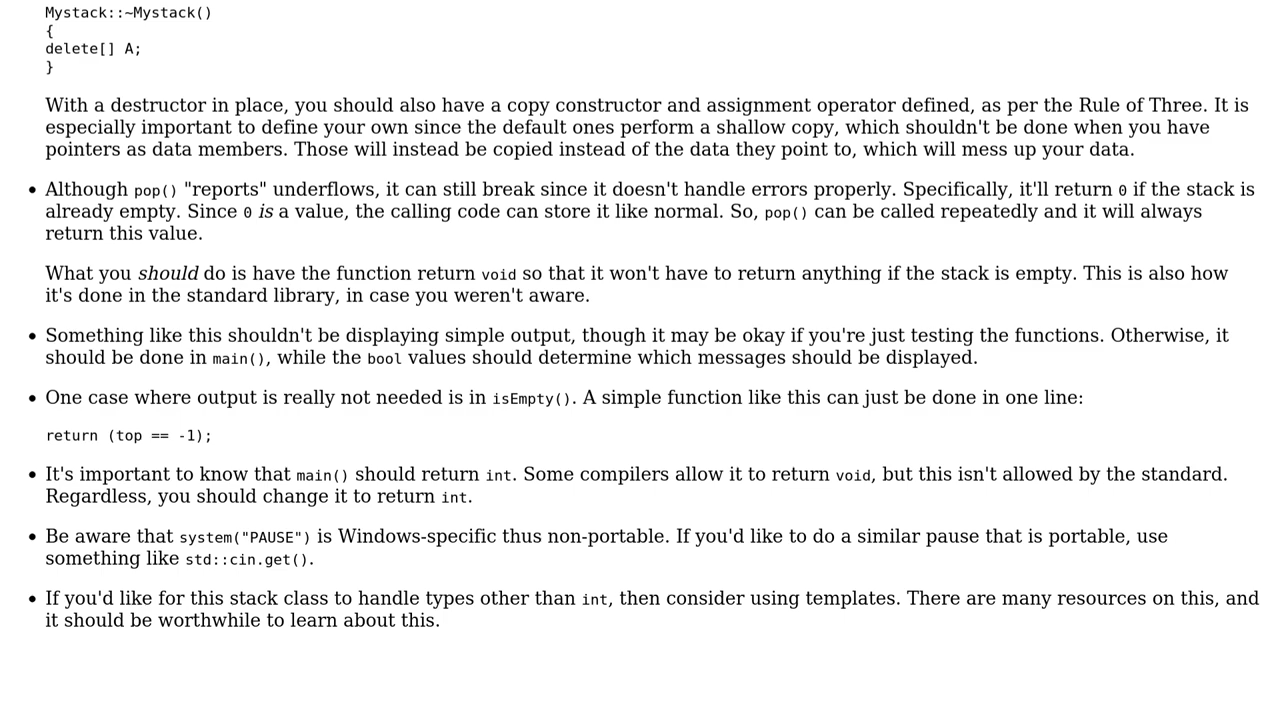 Mystack::~Mystack()
{
delete[] A;
}
With a destructor in place, you should also have a copy constructor and assignment operator defined, as per the Rule of Three. It is
especially important to define your own since the default ones perform a shallow copy, which shouldn't be done when you have
pointers as data members. Those will instead be copied instead of the data they point to, which will mess up your data.
• Although pop() "reports" underflows, it can still break since it doesn't handle errors properly. Specifically, it'll return 0 if the stack is
already empty. Since 0 is a value, the calling code can store it like normal. So, pop() can be called repeatedly and it will always
return this value.
What you should do is have the function return void so that it won't have to return anything if the stack is empty. This is also how
it's done in the standard library, in case you weren't aware.
• Something like this shouldn't be displaying simple output, though it may be okay if you're just testing the functions. Otherwise, it
should be done in main(), while the bool values should determine which messages should be displayed.
• One case where output is really not needed is in isEmpty(). A simple function like this can just be done in one line:
return (top == -1);
• It's important to know that main() should return int. Some compilers allow it to return void, but this isn't allowed by the standard.
Regardless, you should change it to return int.
• Be aware that system("PAUSE") is Windows-specific thus non-portable. If you'd like to do a similar pause that is portable, use
something like std::cin.get().
• If you'd like for this stack class to handle types other than int, then consider using templates. There are many resources on this, and
it should be worthwhile to learn about this.